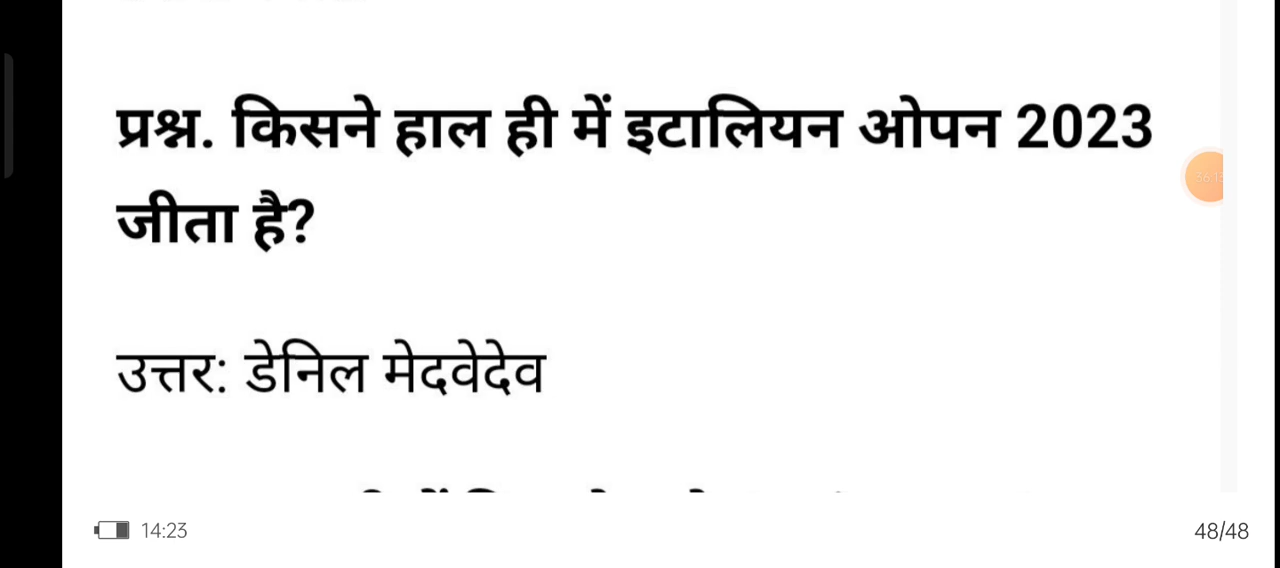 प्रश्न. किसने हाल ही में इटालियन ओपन 2023
जीता है?
उत्तर: डेनिल मेदवेदेव
14:23
48/48